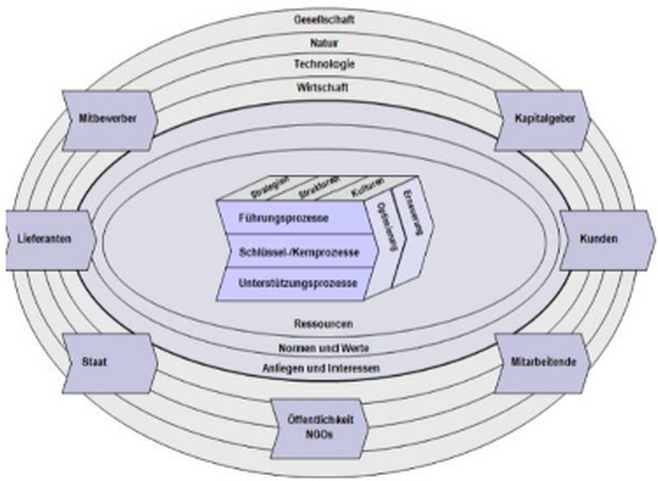 Gesellschaft
Natur
Technologie
Wirtschaft
Mitbewerber
Kapitalgeber
Strategien
Strukturen
Kulturen
Optimierung
Erneuerung
Führungsprozesse
Schlüssel-/Kernprozesse
Unterstützungsprozesse
Lieferanten
Kunden
Ressourcen
Normen und Werte
Anliegen und Interessen
Staat
Mitarbeitende
Öffentlichkeit
NGOs